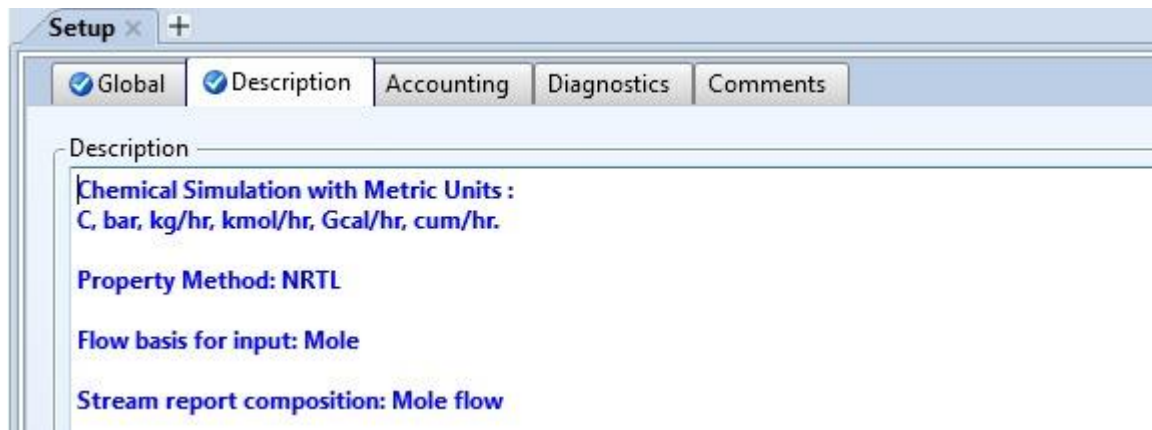 Setup
Global Description Accounting Diagnostics Comments
Description
Chemical Simulation with Metric Units :
C, bar, kg/hr, kmol/hr, Gcal/hr, cum/hr.
Property Method: NRTL
Flow basis for input: Mole
Stream report composition: Mole flow